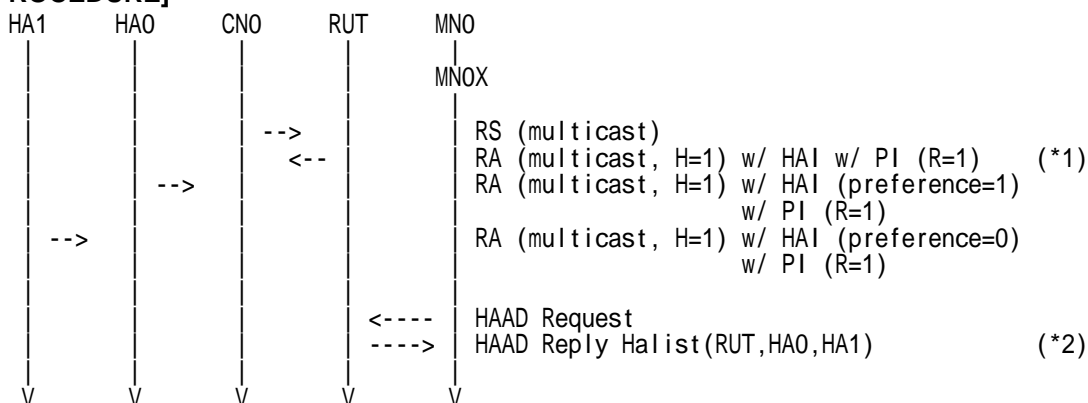 ROCEDURE]
HA1 HA0 CN0 RUT MN0
MN0X
--> RS (multicast)
<-- RA (multicast, H=1) w/ HAI w/ PI (R=1) (*1)
--> RA (multicast, H=1) w/ HAI (preference=1)
w/ PI (R=1)
--> RA (multicast, H=1) w/ HAI (preference=0)
w/ PI (R=1)
<---- HAAD Request
----> HAAD Reply Halist(RUT,HA0,HA1) (*2)
V V V V V